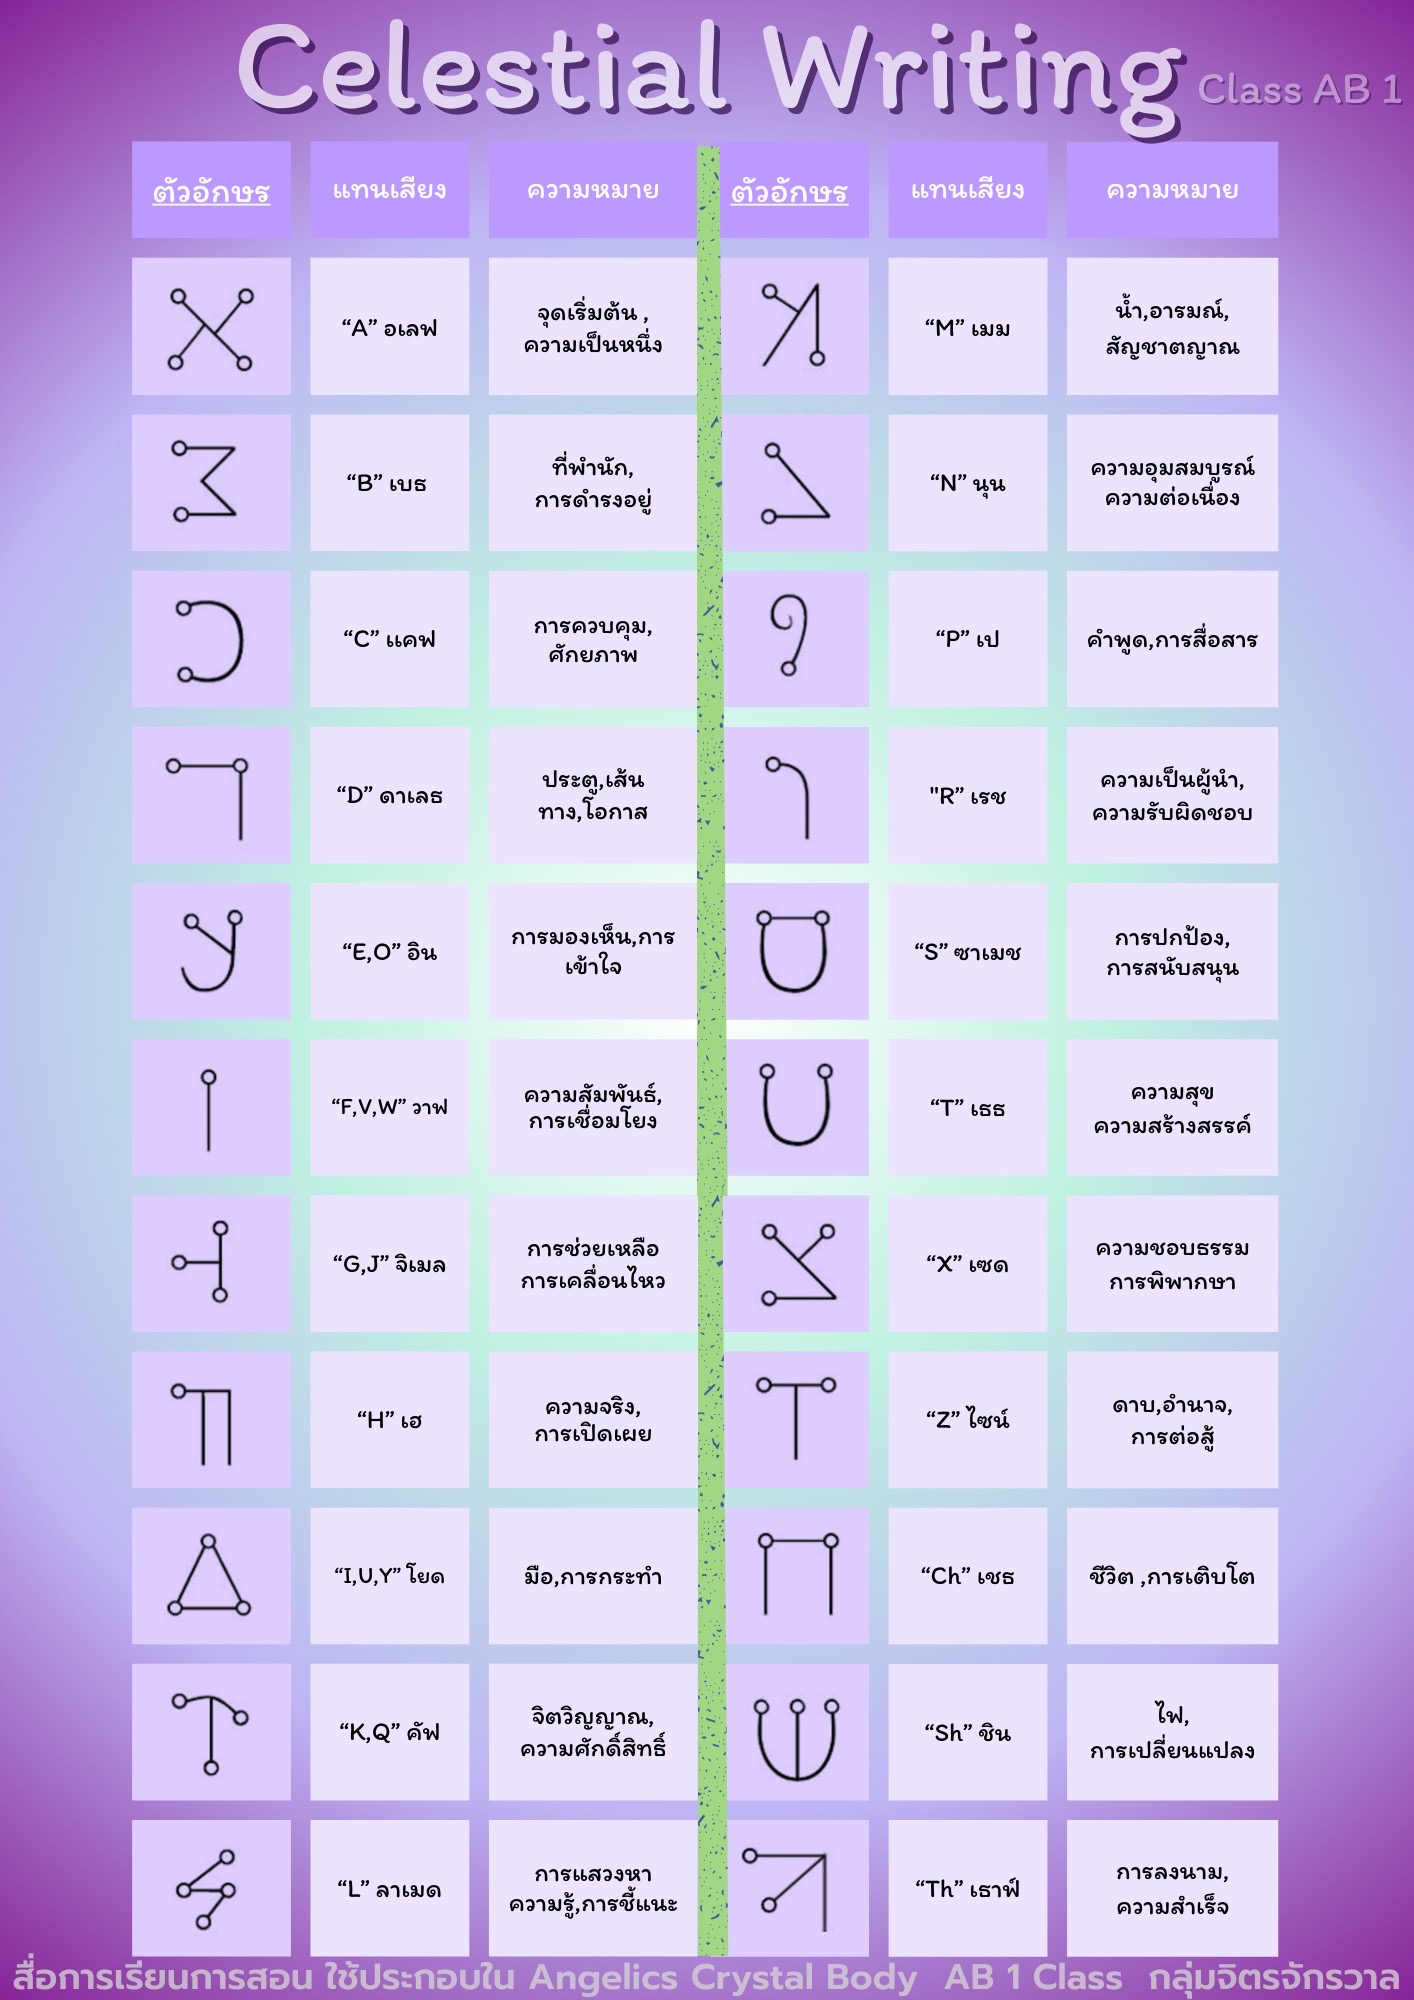 Celestial Writing Class AB 1
ตัวอักษร แทนเสียง ความหมาย ตัวอักษร แทนเสียง ความหมาย
“A” อเลฟ
จุดเริ่มต้น ,
ความเป็นหนึ่ง
“M” เมม
น้ำ,อารมณ์,
สัญชาตญาณ
“B” เบธ
ที่พำนัก,
การดำรงอยู่
“N” นุน
ความอุมสมบูรณ์
ความต่อเนื่อง
“C” แคฟ
การควบคุม,
ศักยภาพ
“P” เป
คำพูด,การสื่อสาร
“D” ดาเลธ
ประตู,เส้น
ทาง,โอกาส
"R” เรช
ความเป็นผู้นำ,
ความรับผิดชอบ
“E,O” อิน
การมองเห็น,การ
เข้าใจ
“S” ซาเมช
การปกป้อง,
การสนับสนุน
“F,V,W” วาฟ
ความสัมพันธ์,
การเชื่อมโยง
“T” เธธ
ความสุข
ความสร้างสรรค์
“G,J” จิเมล
การช่วยเหลือ
การเคลื่อนไหว
“X” เซด
ความชอบธรรม
การพิพากษา
“H” เฮ
ความจริง,
การเปิดเผย
“Z” ไซน์
ดาบ,อำนาจ,
การต่อสู้
“I,U,Y” โยด
มือ,การกระทำ
“Ch” เชธ
ชีวิต ,การเติบโต
“K,Q” คัฟ
จิตวิญญาณ,
ความศักดิ์สิทธิ์
“Sh” ชิน
ไฟ,
การเปลี่ยนแปลง
“L” ลาเมด
การแสวงหา
ความรู้,การชี้แนะ
“Th” เธาฟ์
การลงนาม,
ความสำเร็จ
สื่อการเรียนการสอน ใช้ประกอบใน Angelics Crystal Body AB 1 Class กลุ่มจิตรจักรวาล